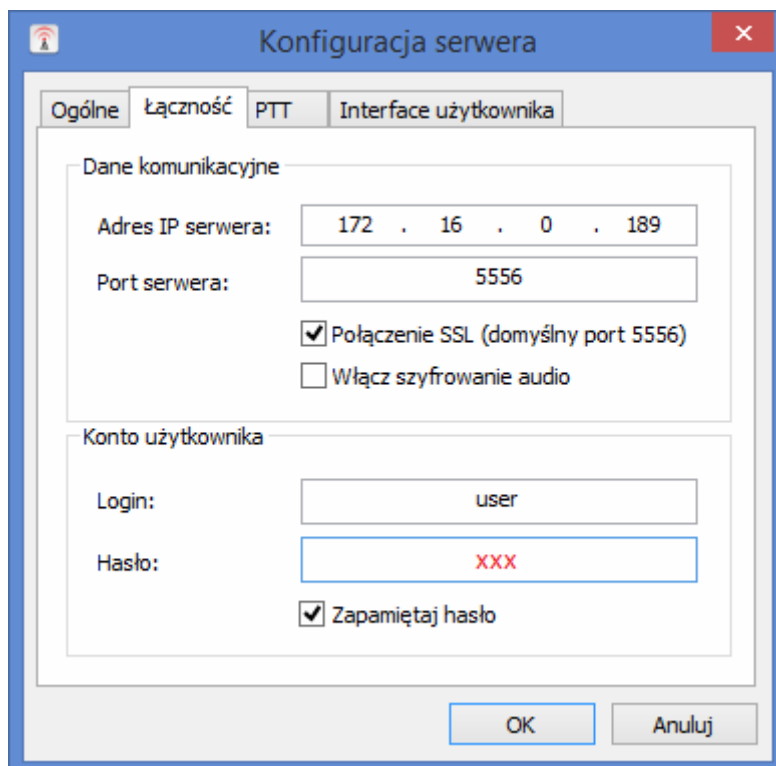 Konfiguracja serwera
Ogólne Łączność PTT Interface użytkownika
Dane komunikacyjne
Adres IP serwera: 172 . 16 . 0 . 189
Port serwera: 5556
Połączenie SSL (domyślny port 5556)
Włącz szyfrowanie audio
Konto użytkownika
Login: user
Hasło: xxx
Zapamiętaj hasło
OK Anuluj